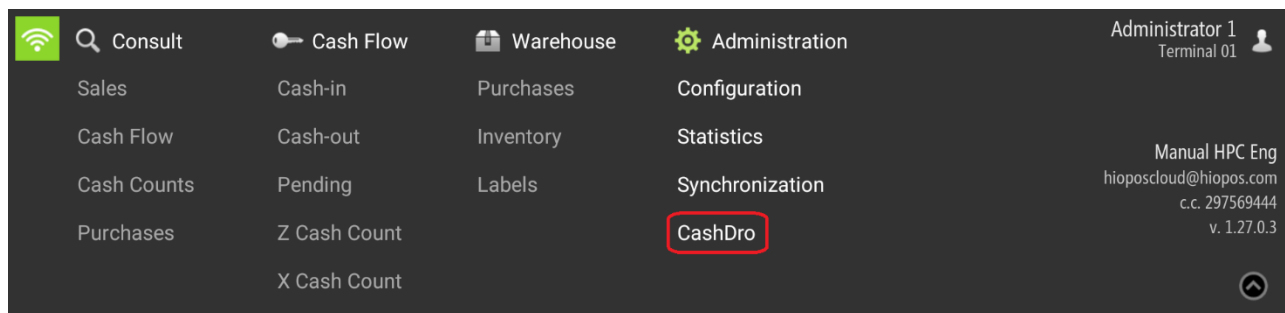 Consult
Sales
Cash Flow
Cash Counts
Purchases
Cash Flow
Cash-in
Cash-out
Pending
Z Cash Count
X Cash Count
Warehouse
Purchases
Inventory
Labels
Administration
Configuration
Statistics
Synchronization
CashDro
Administrator 1
Terminal 01
Manual HPC Eng
hioposcloud@hiopos.com
c.c. 297569444
v. 1.27.0.3